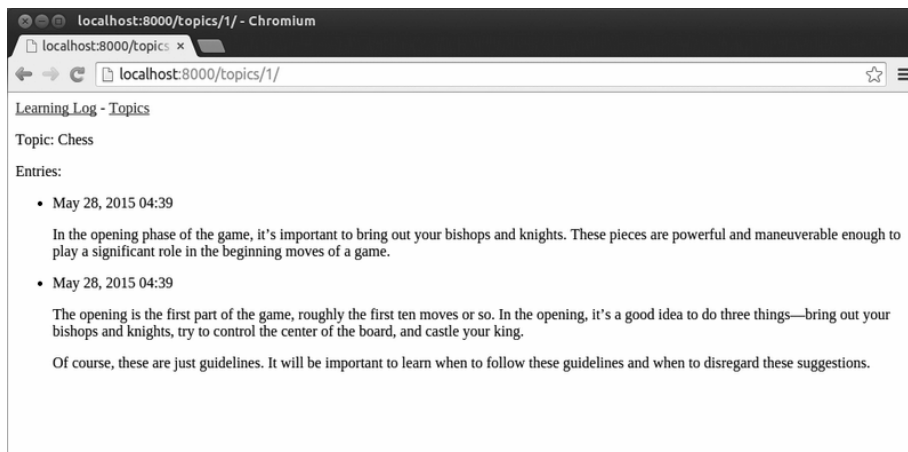 localhost:8000/topics/1/ - Chromium
localhost:8000/topics
localhost:8000/topics/1/
Learning Log - Topics
Topic: Chess
Entries:
• May 28, 2015 04:39
In the opening phase of the game, it’s important to bring out your bishops and knights. These pieces are powerful and maneuverable enough to
play a significant role in the beginning moves of a game.
• May 28, 2015 04:39
The opening is the first part of the game, roughly the first ten moves or so. In the opening, it’s a good idea to do three things—bring out your
bishops and knights, try to control the center of the board, and castle your king.
Of course, these are just guidelines. It will be important to learn when to follow these guidelines and when to disregard these suggestions.